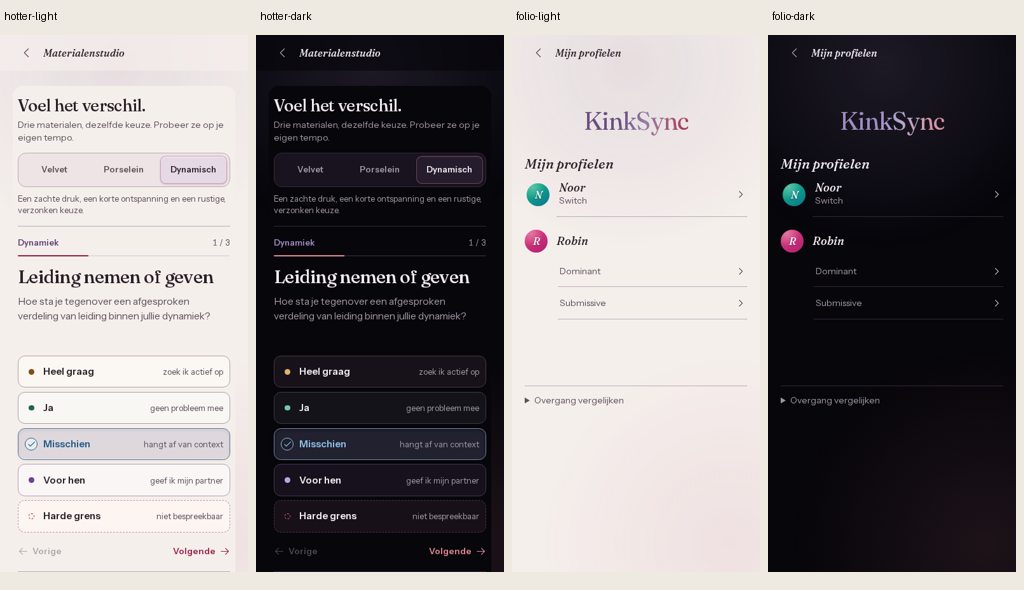 hotter-light
hotter-dark
folio-light
folio-dark
Materialenstudio
Voel het verschil.
Drie materialen, dezelfde keuze. Probeer ze op je
eigen tempo.
Velvet Porselein Dynamisch
Een zachte druk, een korte ontspanning en een rustige,
verzonken keuze.
Dynamiek 1 / 3
Leiding nemen of geven
Hoe sta je tegenover een afgesproken
verdeling van leiding binnen jullie dynamiek?
Heel graag zoek ik actief op
Ja geen probleem mee
Misschien hangt af van context
Voor hen geef ik mijn partner
Harde grens niet bespreekbaar
← Vorige Volgende →
Materialenstudio
Voel het verschil.
Drie materialen, dezelfde keuze. Probeer ze op je
eigen tempo.
Velvet Porselein Dynamisch
Een zachte druk, een korte ontspanning en een rustige,
verzonken keuze.
Dynamiek 1 / 3
Leiding nemen of geven
Hoe sta je tegenover een afgesproken
verdeling van leiding binnen jullie dynamiek?
Heel graag zoek ik actief op
Ja geen probleem mee
Misschien hangt af van context
Voor hen geef ik mijn partner
Harde grens niet bespreekbaar
← Vorige Volgende →
Mijn profielen
KinkSync
Mijn profielen
N Noor
Switch
R Robin
Dominant
Submissive
Overgang vergelijken
Mijn profielen
KinkSync
Mijn profielen
N Noor
Switch
R Robin
Dominant
Submissive
Overgang vergelijken